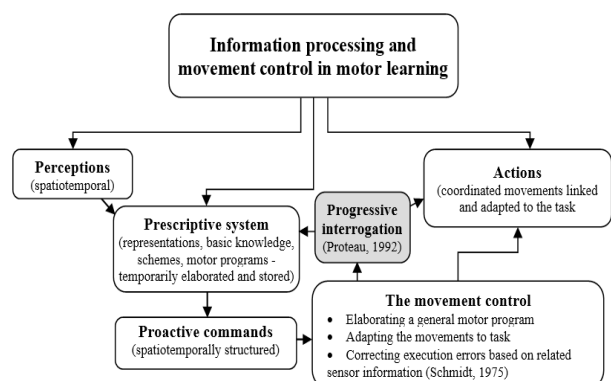 Information processing and
movement control in motor learning
Perceptions
(spatiotemporal)
Prescriptive system
(representations, basic knowledge,
schemes, motor programs -
temporarily elaborated and stored)
Progressive
interrogation
(Proteau, 1992)
Actions
(coordinated movements linked
and adapted to the task
Proactive commands
(spatiotemporally structured)
The movement control
• Elaborating a general motor program
• Adapting the movements to task
• Correcting execution errors based on related
sensor information (Schmidt, 1975)